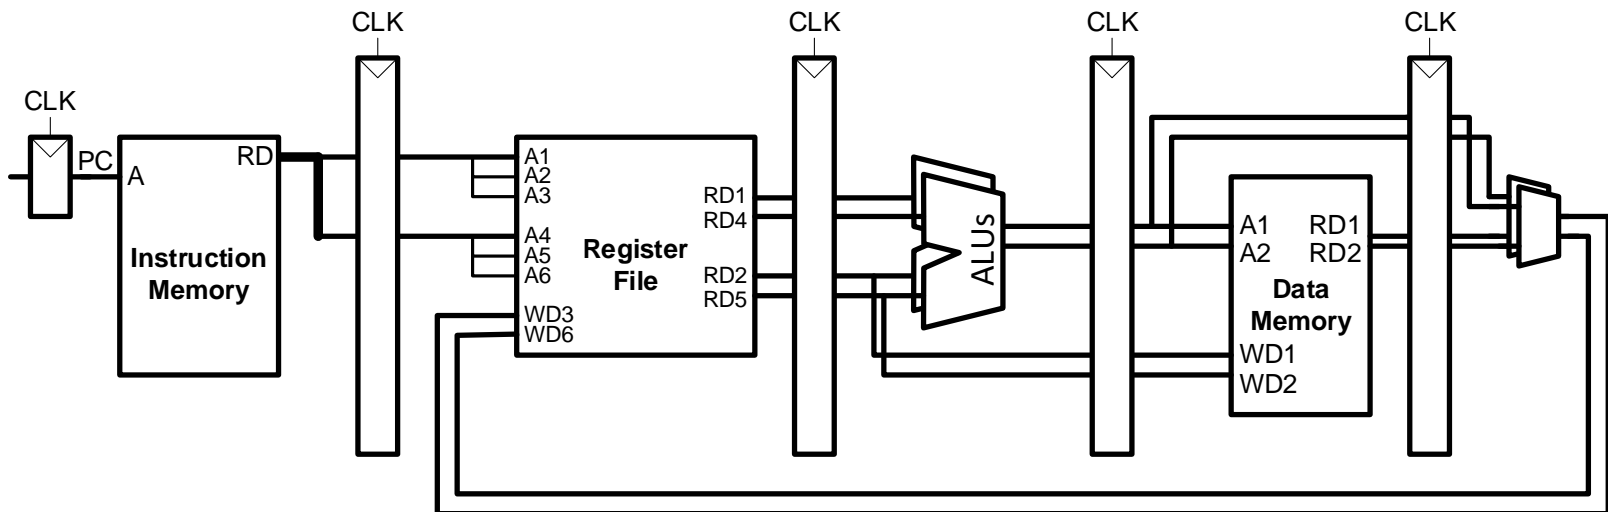 CLK
CLK
CLK
CLK
CLK
PC
A
RD
Instruction
Memory
A1
A2
A3
A4
A5
A6
WD3
WD6
Register
File
RD1
RD4
RD2
RD5
ALUs
A1
A2
RD1
RD2
Data
Memory
WD1
WD2